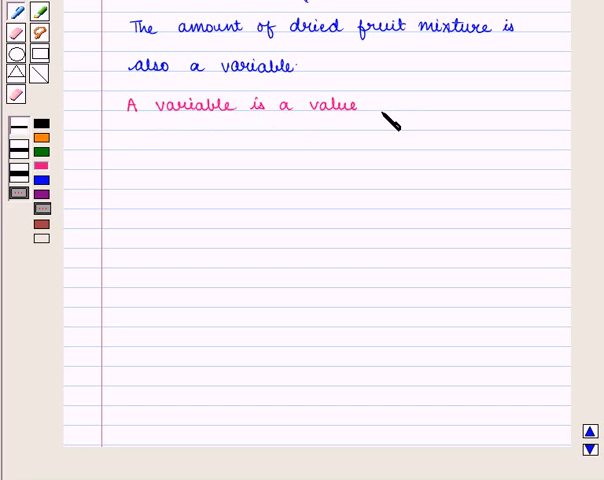 The amount of dried fruit mixture is
also a variable.
A variable is a value